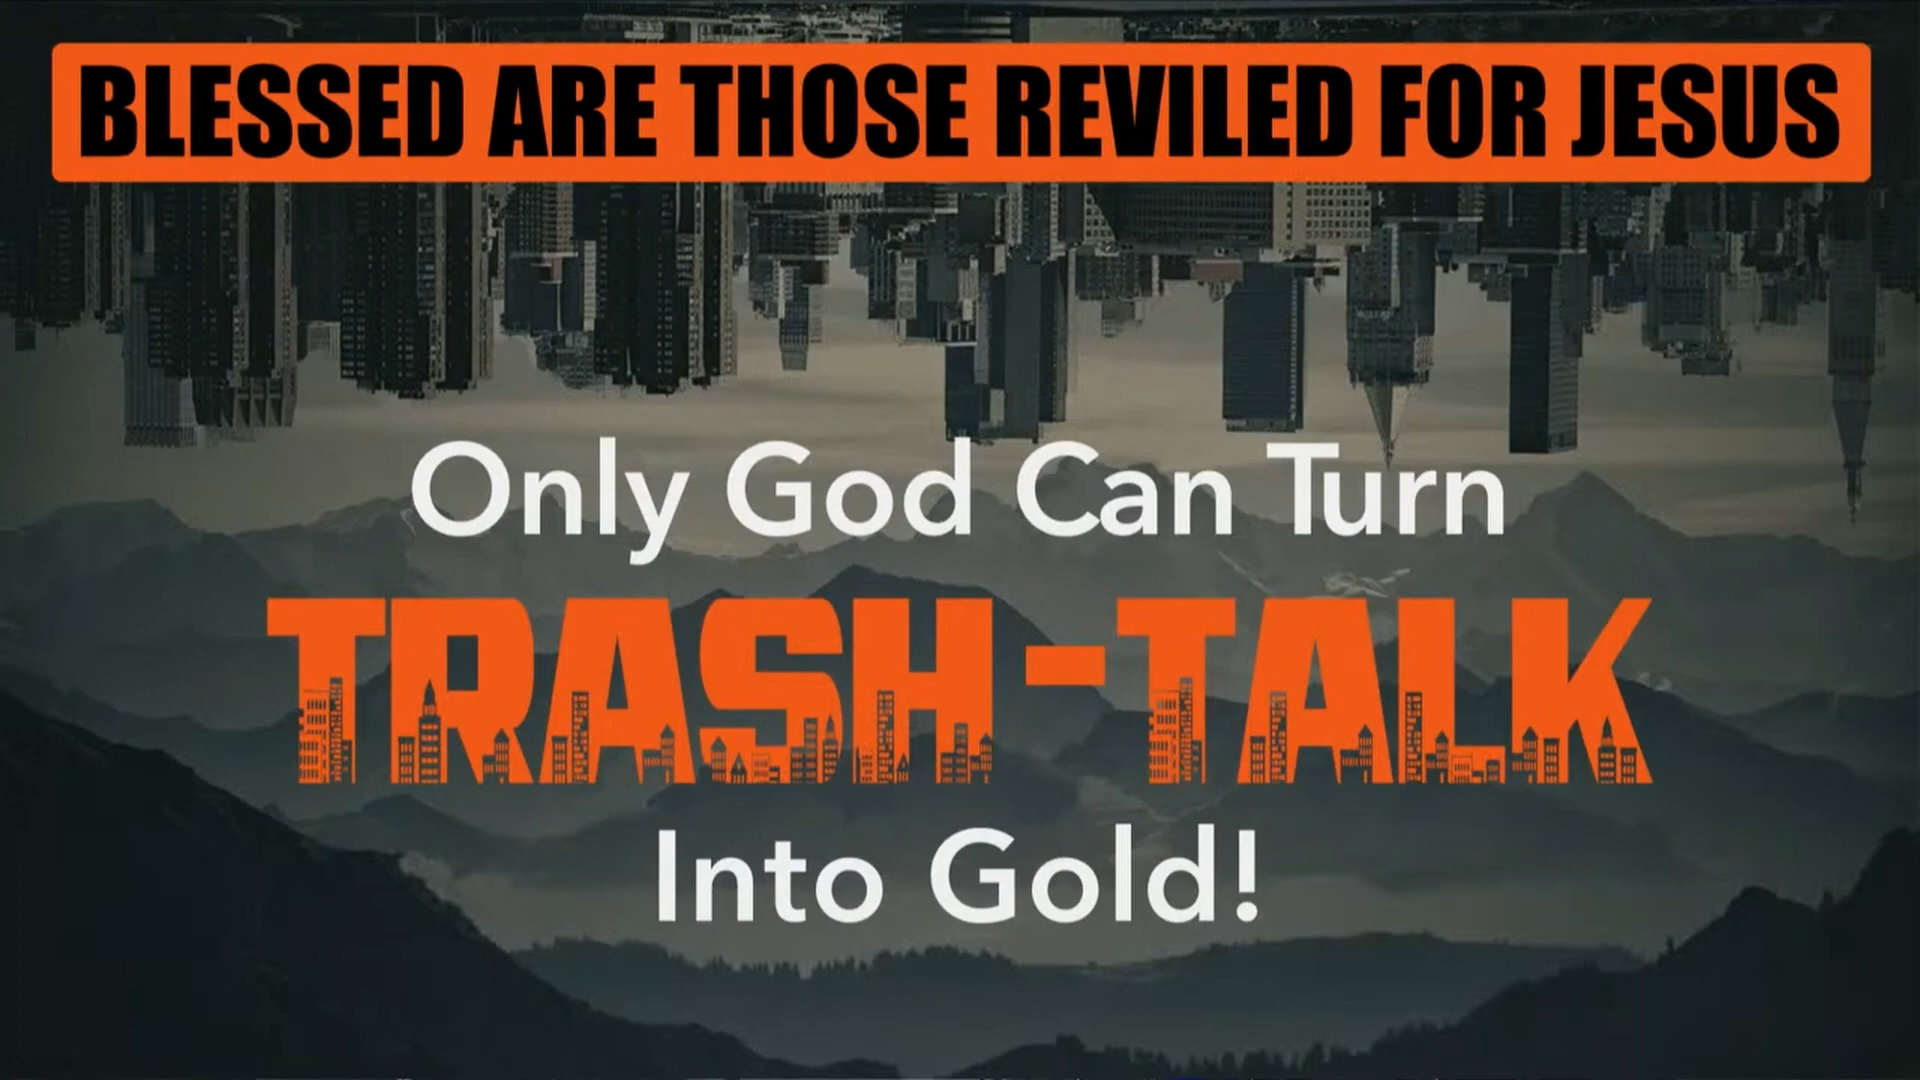 BLESSED ARE THOSE REVILED FOR JESUS
Only God Can Turn
TRASH-TALK
Into Gold!